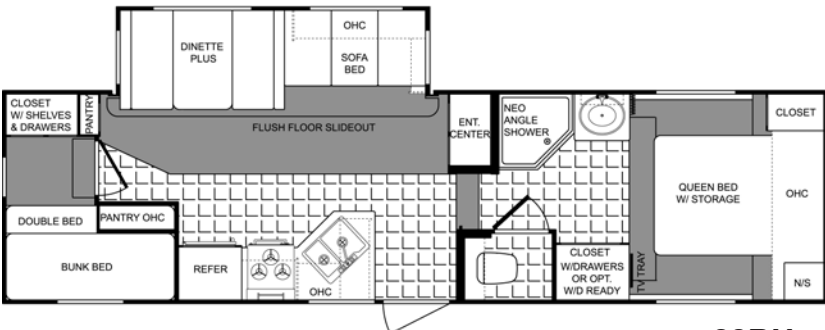 DINETTE
PLUS
OHC
SOFA
BED
CLOSET
W/ SHELVES
& DRAWERS
PANTRY
FLUSH FLOOR SLIDEOUT
ENT.
CENTER
NEO
ANGLE
SHOWER
CLOSET
QUEEN BED
W/ STORAGE
OHC
DOUBLE BED
PANTRY OHC
BUNK BED
REFER
OHC
CLOSET
W/DRAWERS
OR OPT.
W/D READY
TV TRAY
N/S